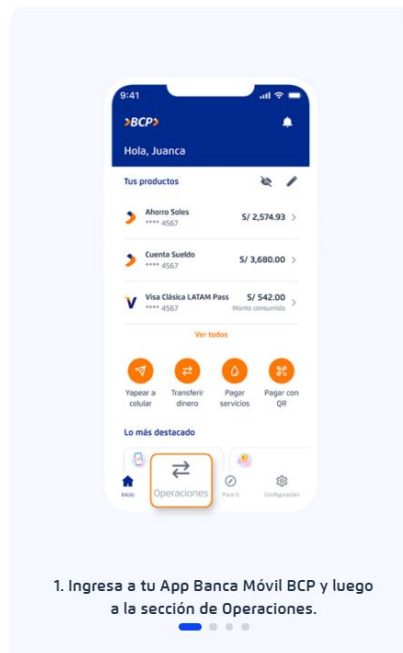 9:41
BCP
Hola, Juanca
Tus productos
Ahorro Soles
**** 4567
S/ 2,574.93
Cuenta Sueldo
**** 4567
S/ 3,680.00
Visa Clásica LATAM Pass
**** 4567
S/ 542.00
Monto consumido
Ver todos
Yapear a
celular
Transferir
dinero
Pagar
servicios
Pagar con
QR
Lo más destacado
Inicio
Operaciones
Para ti
Configuración
1. Ingresa a tu App Banca Móvil BCP y luego
a la sección de Operaciones.